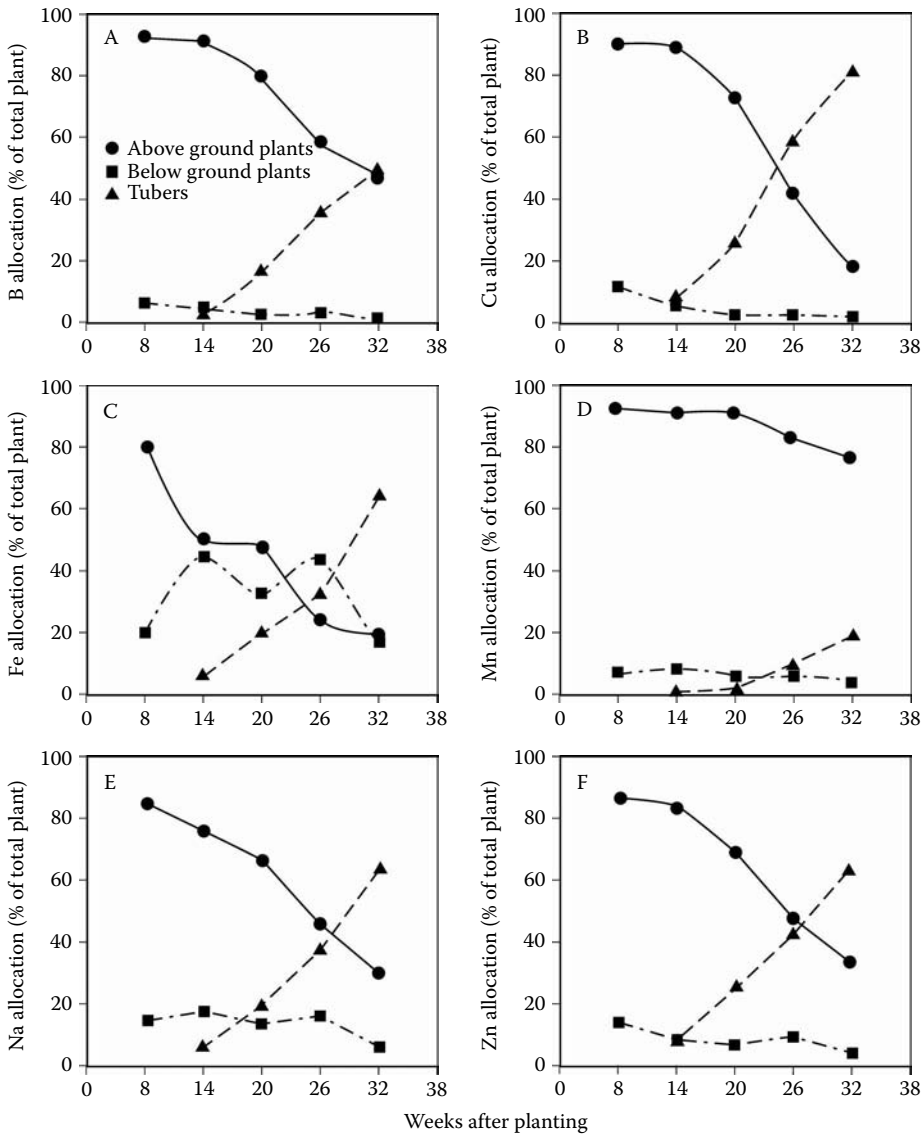 B allocation (% of total plant)
100
80
60
40
20
0
A
Above ground plants
Below ground plants
Tubers
0 8 14 20 26 32 38
Cu allocation (% of total plant)
100
80
60
40
20
0
B
0 8 14 20 26 32 38
Fe allocation (% of total plant)
100
80
60
40
20
0
C
0 8 14 20 26 32 38
Mn allocation (% of total plant)
100
80
60
40
20
0
D
0 8 14 20 26 32 38
Na allocation (% of total plant)
100
80
60
40
20
0
E
0 8 14 20 26 32 38
Zn allocation (% of total plant)
100
80
60
40
20
0
F
0 8 14 20 26 32 38
Weeks after planting